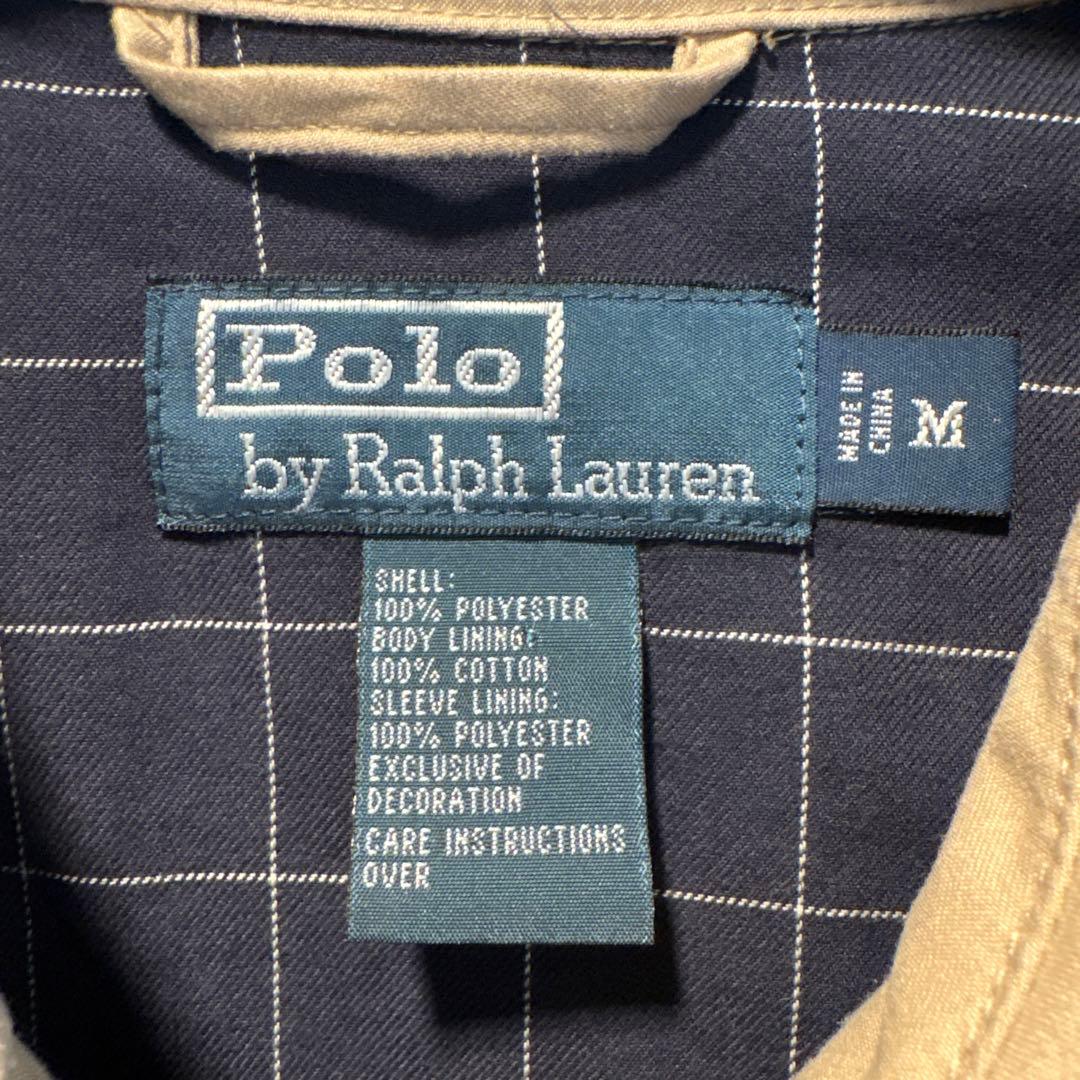 Polo
by Ralph Lauren
MADE IN
CHINA
M
SHELL:
100% POLYESTER
BODY LINING:
100% COTTON
SLEEVE LINING:
100% POLYESTER
EXCLUSIVE OF
DECORATION
CARE INSTRUCTIONS
OVER